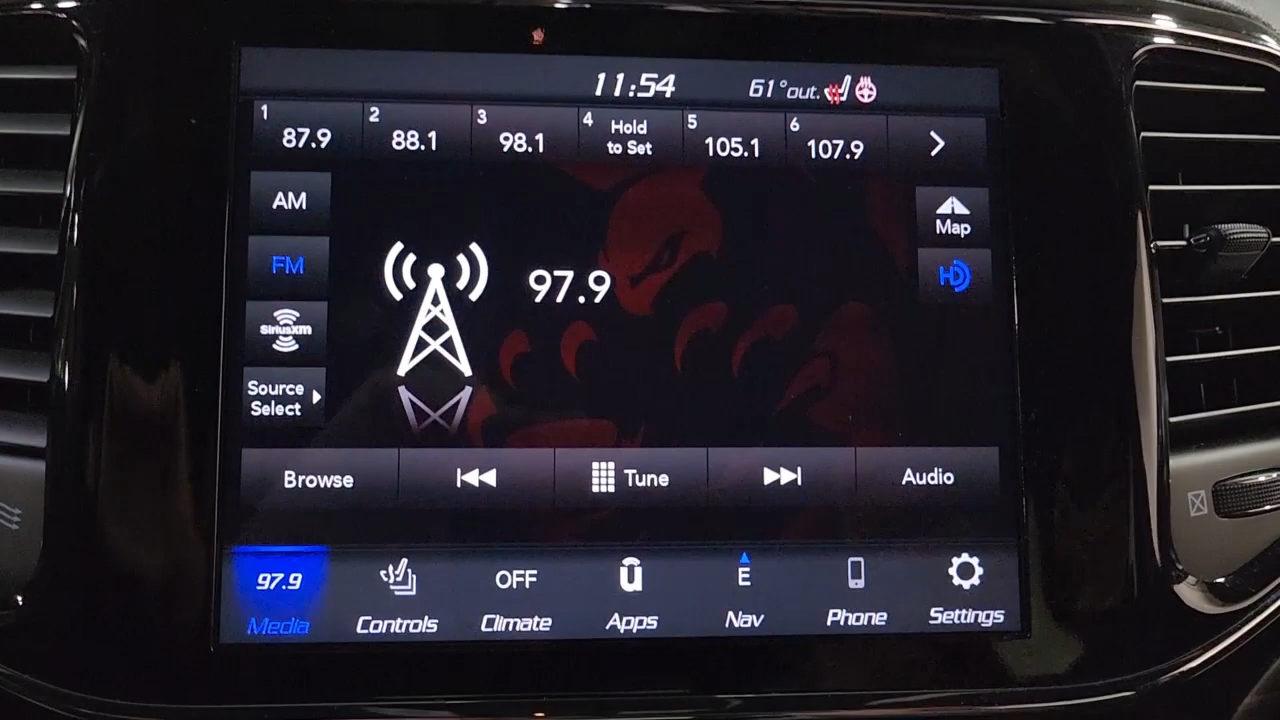 11:54
61°out.
1
87.9
2
88.1
3
98.1
4
Hold
to Set
5
105.1
6
107.9
AM
FM
SiriusXM
Source
Select
97.9
Map
HD
Browse
Tune
Audio
97.9
Media
Controls
OFF
Climate
Apps
E
Nav
Phone
Settings